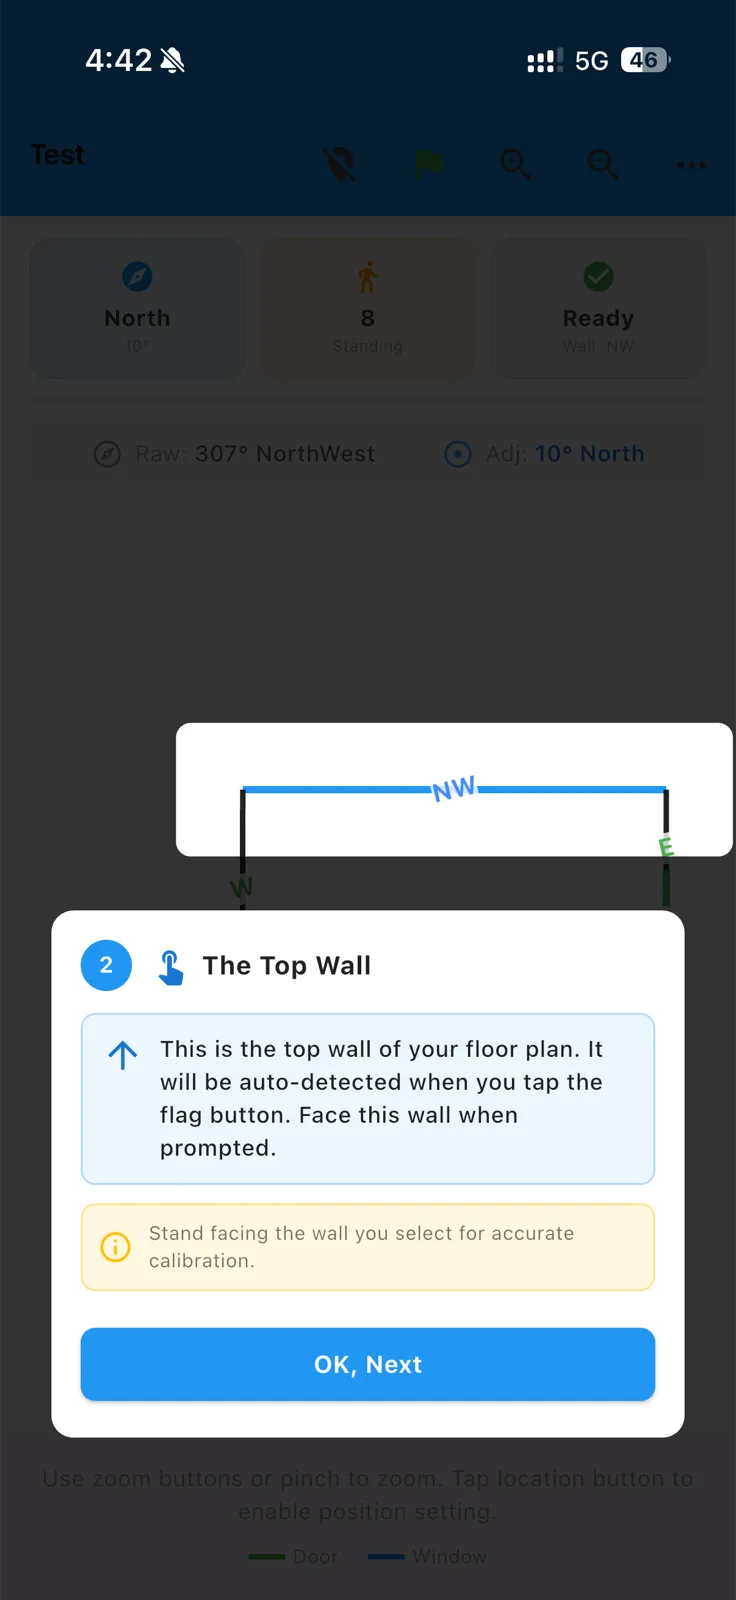 4:42
5G
46
Test
North
10°
8
Standing
Ready
Wall: NW
Raw: 307° NorthWest
Adj: 10° North
NW
E
W
2
The Top Wall
This is the top wall of your floor plan. It
will be auto-detected when you tap the
flag button. Face this wall when
prompted.
Stand facing the wall you select for accurate
calibration.
OK, Next
Use zoom buttons or pinch to zoom. Tap location button to
enable position setting.
Door
Window